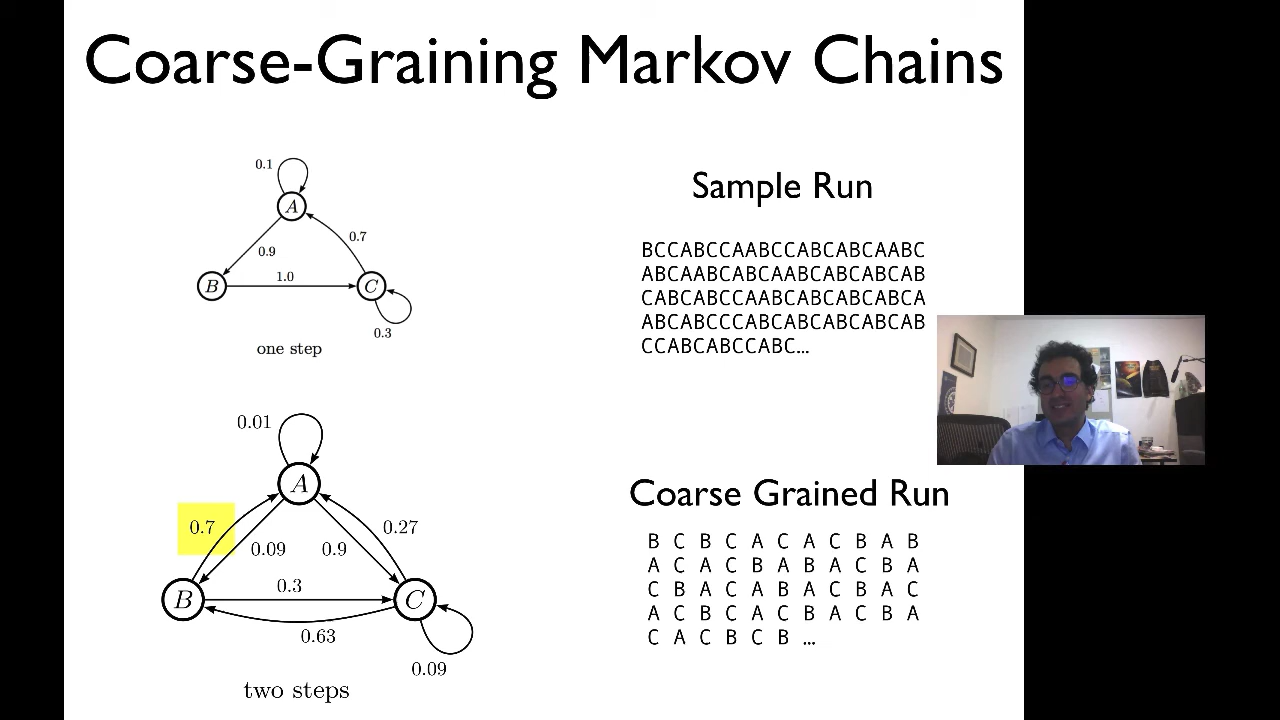 Coarse-Graining Markov Chains
0.1
A
0.9
0.7
B
1.0
C
0.3
one step
Sample Run
BCCABCCAABCCABCABCAABC
ABCAABCABCAABCABCABCAB
CABCABCCAABCABCABCABCA
ABCABCCCABCABCABCABCAB
CCABCABCCABC...
0.01
A
0.7
0.09
0.9
0.27
B
0.3
C
0.63
0.09
two steps
Coarse Grained Run
B C B C A C A C B A B
A C A C B A B A C B A
C B A C A B A C B A C
A C B C A C B A C B A
C A C B C B ...